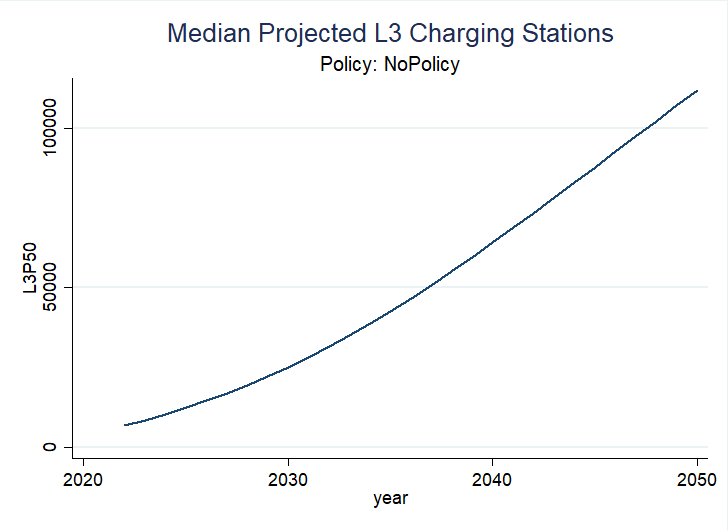 Median Projected L3 Charging Stations
Policy: NoPolicy
L3P50
100000
50000
0
2020 2030 2040 2050
year